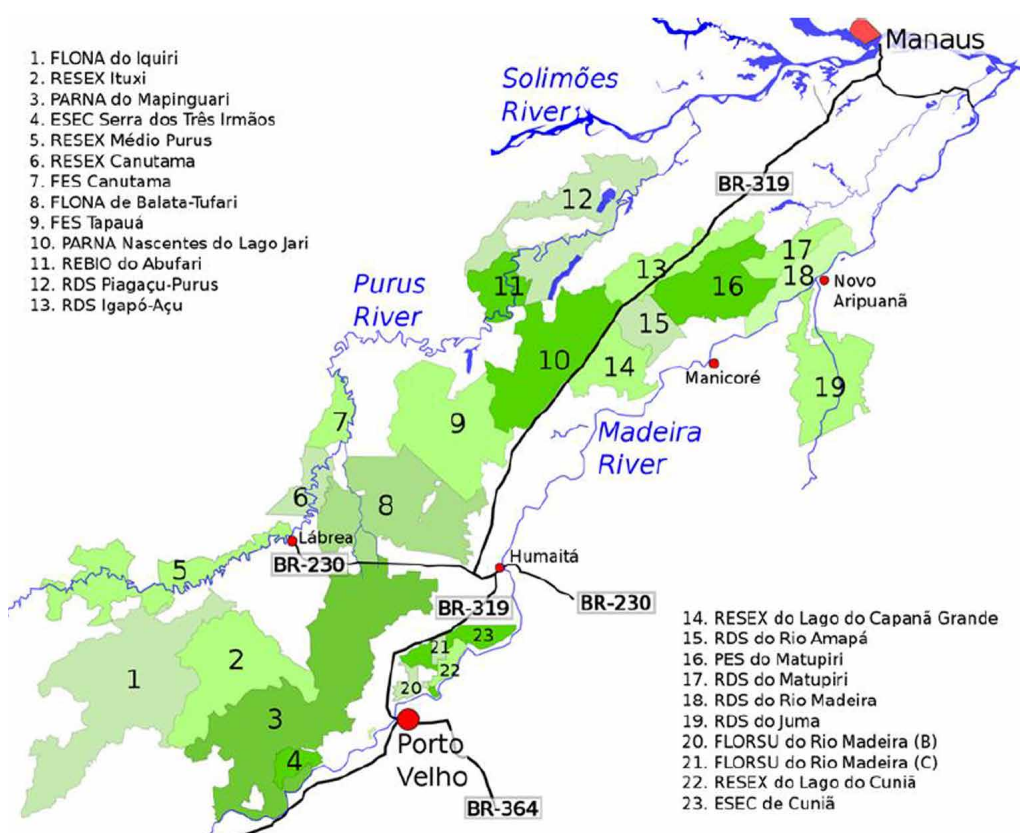 1. FLONA do Iquiri
2. RESEX Ituxi
3. PARNA do Mapinguari
4. ESEC Serra dos Três Irmãos
5. RESEX Médio Purus
6. RESEX Canutama
7. FES Canutama
8. FLONA de Balata-Tufari
9. FES Tapauá
10. PARNA Nascentes do Lago Jari
11. REBIO do Abufari
12. RDS Piagaçu-Purus
13. RDS Igapó-Açu
Manaus
Solimões
River
BR-319
12
17
13
18
11
16
Novo
Aripuanã
Purus
River
15
10
14
Manicoré
19
7
9
Madeira
River
6
8
Lábrea
5
BR-230
Humaitá
BR-319
BR-230
23
21
22
2
1
20
3
4
Porto
Velho
BR-364
14. RESEX do Lago do Capanã Grande
15. RDS do Rio Amapá
16. PES do Matupiri
17. RDS do Matupiri
18. RDS do Rio Madeira
19. RDS do Juma
20. FLORSU do Rio Madeira (B)
21. FLORSU do Rio Madeira (C)
22. RESEX do Lago do Cuniã
23. ESEC de Cuniã